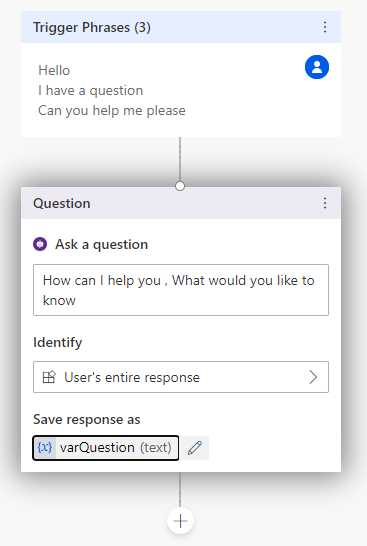 Trigger Phrases (3)
Hello
I have a question
Can you help me please
Question
Ask a question
How can I help you , What would you like to
know
Identify
User's entire response
Save response as
{x} varQuestion (text)